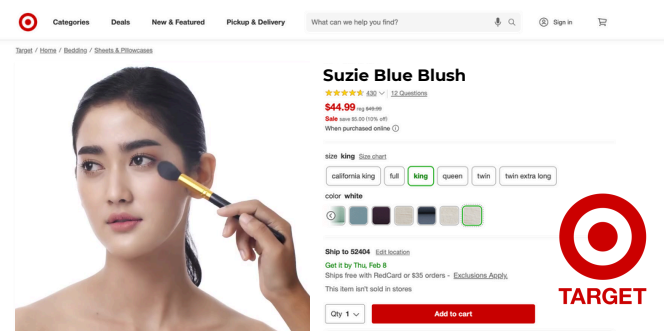 Categories Deals New & Featured Pickup & Delivery What can we help you find? Sign in
Target / Home / Bedding / Sheets & Pillowcases
Suzie Blue Blush
430 12 Questions
$44.99 reg $49.99
Sale save $5.00 (10% off)
When purchased online
size king Size chart
california king full king queen twin twin extra long
color white
Ship to 52404 Edit location
Get it by Thu, Feb 8
Ships free with RedCard or $35 orders - Exclusions Apply.
This item isn't sold in stores
Qty 1 Add to cart
TARGET